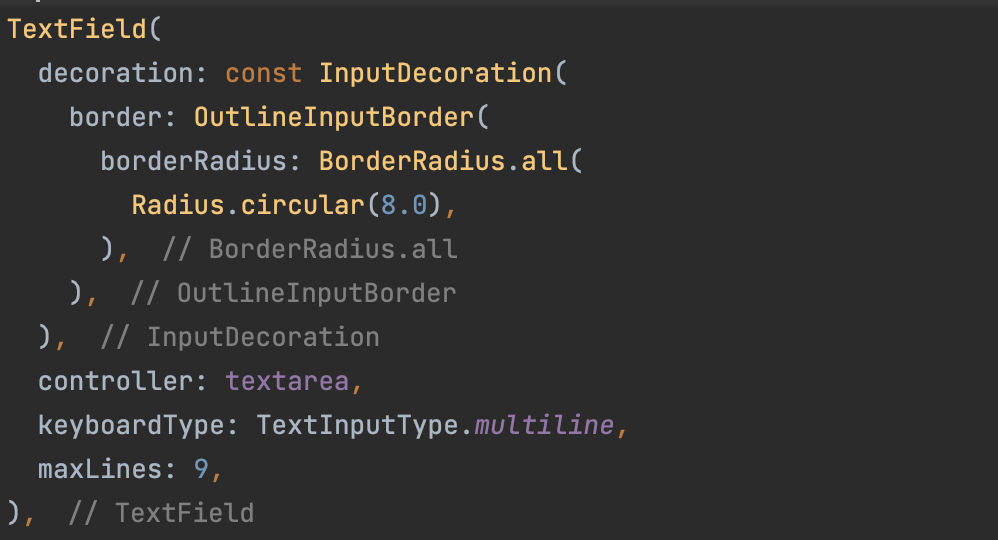 TextField(
decoration: const InputDecoration(
border: OutlineInputBorder(
borderRadius: BorderRadius.all(
Radius.circular(8.0),
), // BorderRadius.all
), // OutlineInputBorder
), // InputDecoration
controller: textarea,
keyboardType: TextInputType.multiline,
maxLines: 9,
), // TextField